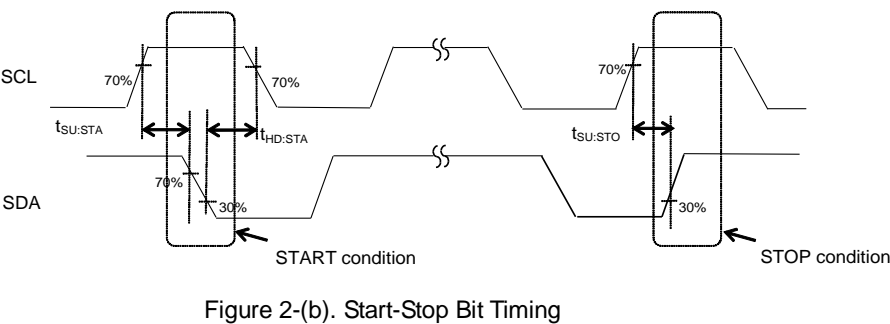 SCL
70%
70%
70%
tSU:STA
tHD:STA
tSU:STO
SDA
70%
30%
30%
START condition
STOP condition
Figure 2-(b). Start-Stop Bit Timing